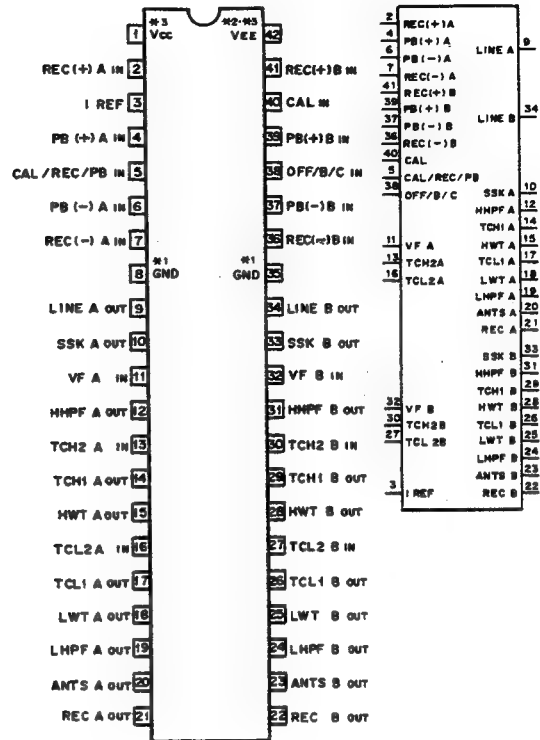 *3 *2・*3
1 VCC VEE 42
REC(+) A IN 2 41 REC(+)B IN
I REF 3 40 CAL IN
PB (+) A IN 4 39 PB(+)B IN
CAL/REC/PB IN 5 38 OFF/B/C IN
PB (-) A IN 6 37 PB(-)B IN
REC(-) A IN 7 36 REC(-)B IN
*1 *1
8 GND GND 35
LINE A OUT 9 34 LINE B OUT
SSK A OUT 10 33 SSK B OUT
VF A IN 11 32 VF B IN
HHPF A OUT 12 31 HHPF B OUT
TCH2 A IN 13 30 TCH2 B IN
TCH1 A OUT 14 29 TCH1 B OUT
HWT A OUT 15 28 HWT B OUT
TCL2A IN 16 27 TCL2 B IN
TCL1 A OUT 17 26 TCL1 B OUT
LWT A OUT 18 25 LWT B OUT
LHPF A OUT 19 24 LHPF B OUT
ANTS A OUT 20 23 ANTS B OUT
REC A OUT 21 22 REC B OUT
2 REC(+)A
4 PB(+) A
6 PB(-)A
7 REC(-) A
41 REC(+)B
39 PB(+) B
37 PB(-)B
36 REC(-)B
40 CAL
5 CAL/REC/PB
38 OFF/B/C
11 VF A
13 TCH2A
16 TCL2A
32 VF B
30 TCH2B
27 TCL 2B
3 I REF
LINE A 9
LINE B 34
SSK A 10
HHPF A 12
TCH1 A 14
HWT A 15
TCL1 A 17
LWT A 18
LHPF A 19
ANTS A 20
REC A 21
SSK B 33
HHPF B 31
TCH1 B 29
HWT B 28
TCL1 B 26
LWT B 25
LHPF B 24
ANTS B 23
REC B 22